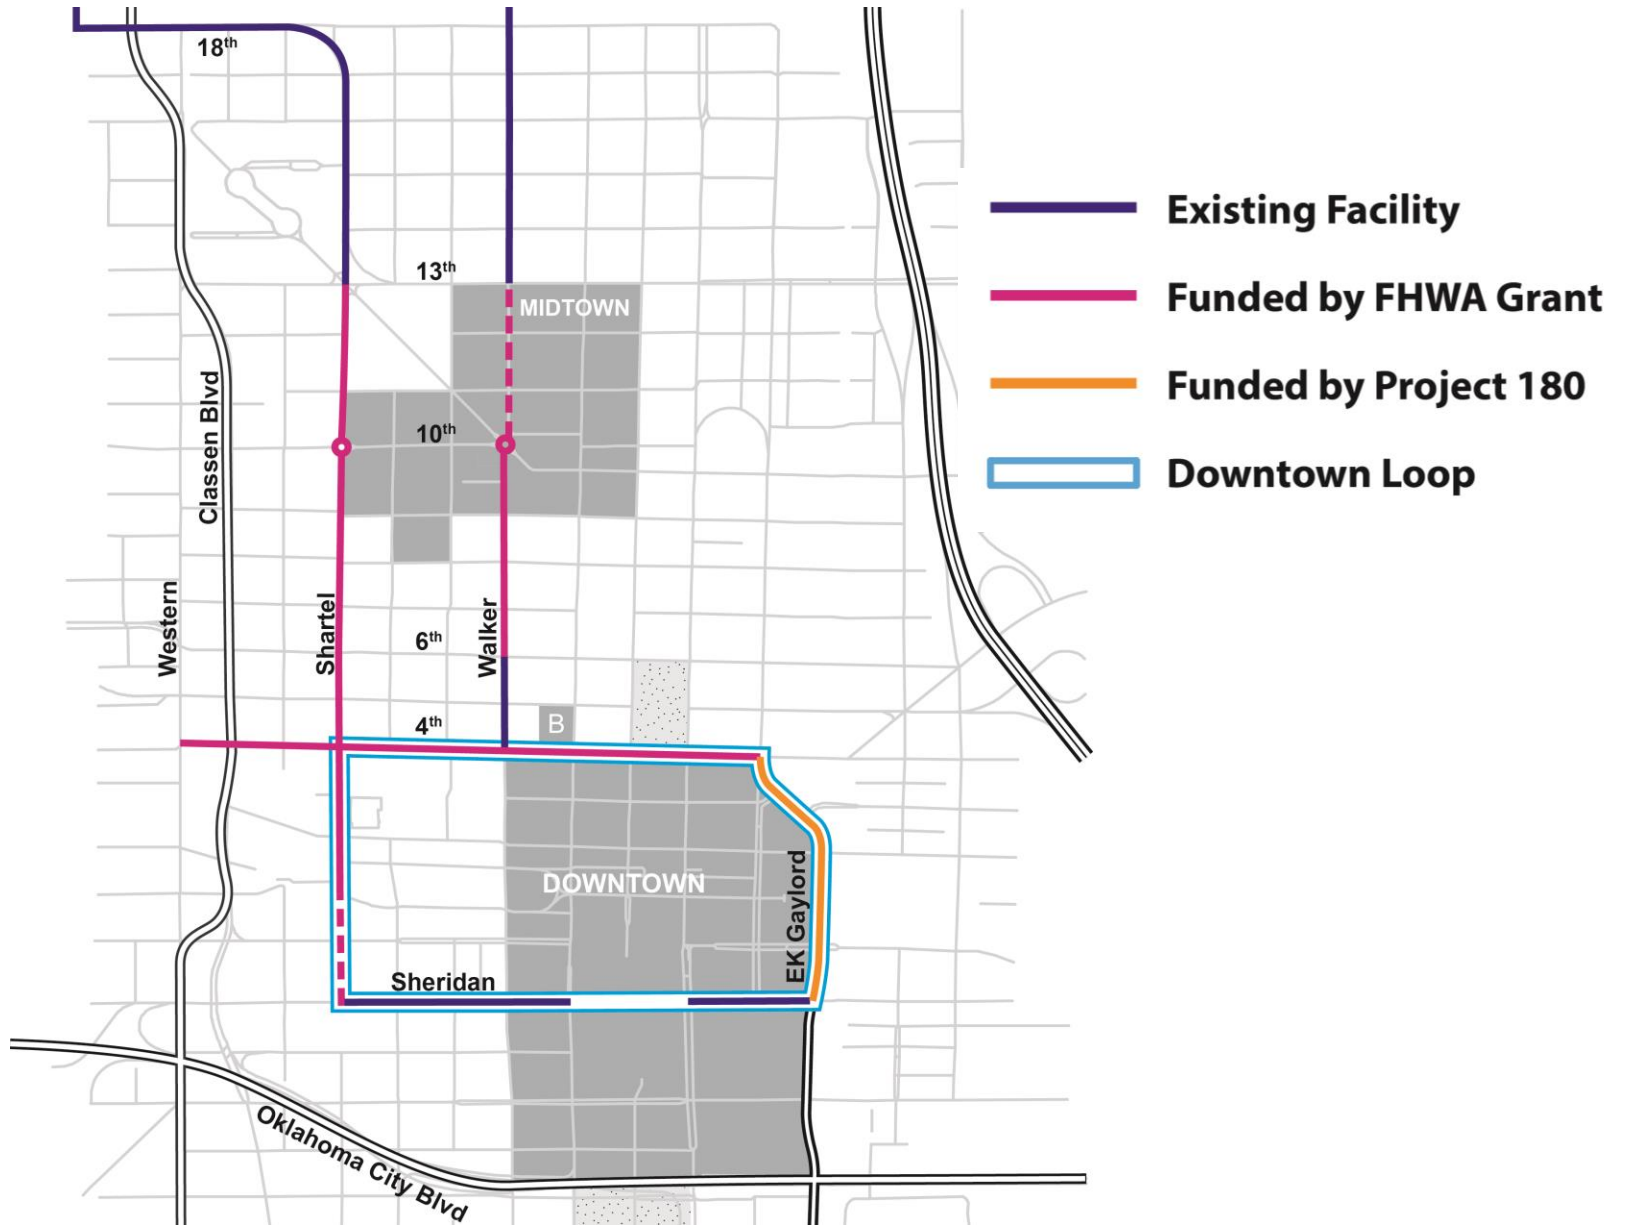 18th
13th
MIDTOWN
10th
Classen Blvd
Western
Shartel
Walker
6th
4th
B
DOWNTOWN
EK Gaylord
Sheridan
Oklahoma City Blvd
Existing Facility
Funded by FHWA Grant
Funded by Project 180
Downtown Loop